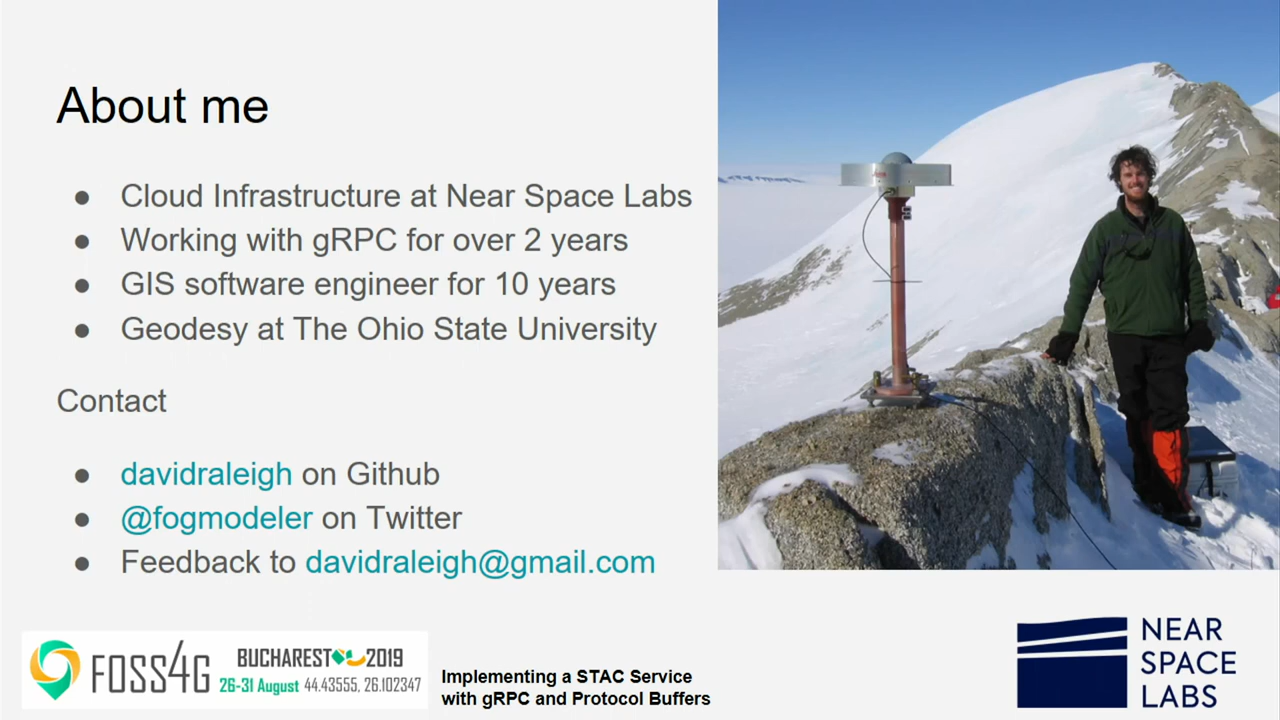 About me
● Cloud Infrastructure at Near Space Labs
● Working with gRPC for over 2 years
● GIS software engineer for 10 years
● Geodesy at The Ohio State University
Contact
● davidraleigh on Github
● @fogmodeler on Twitter
● Feedback to davidraleigh@gmail.com
FOSS4G
BUCHAREST 2019
26-31 August 44.43555, 26.102347
Implementing a STAC Service
with gRPC and Protocol Buffers
NEAR
SPACE
LABS